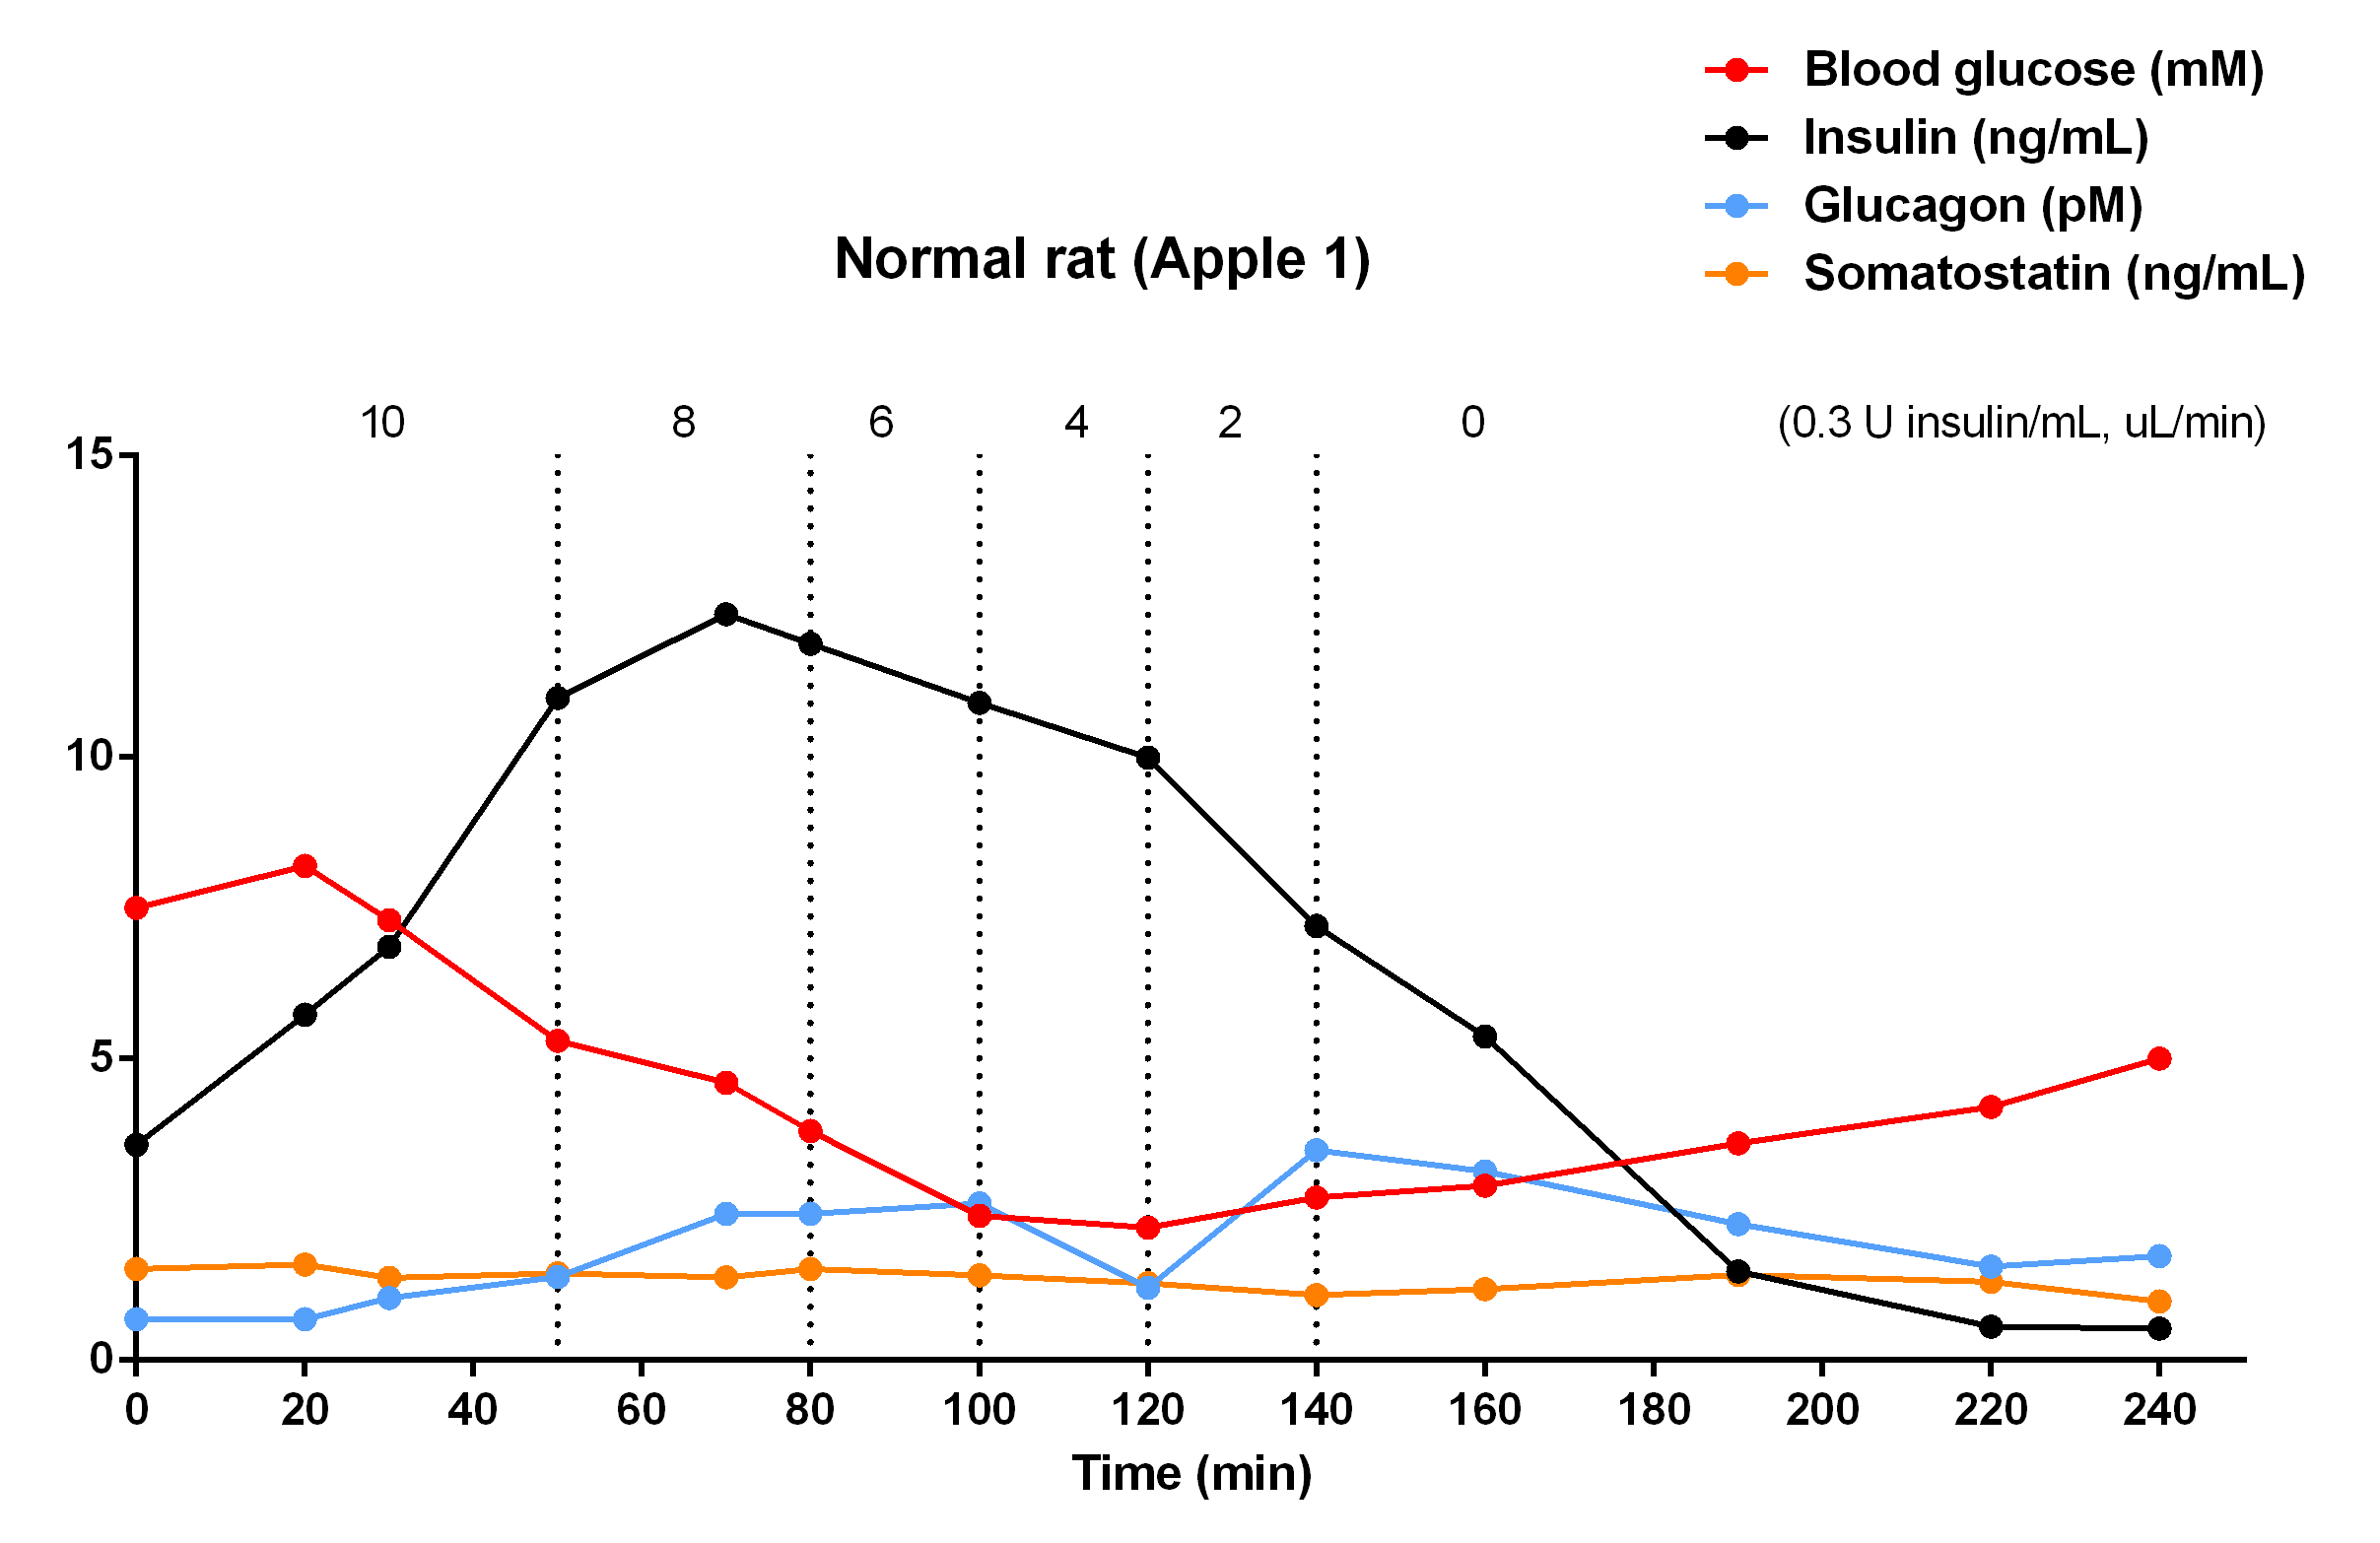 Blood glucose (mM)
Insulin (ng/mL)
Glucagon (pM)
Somatostatin (ng/mL)
Normal rat (Apple 1)
10 8 6 4 2 0 (0.3 U insulin/mL, uL/min)
15
10
5
0
0 20 40 60 80 100 120 140 160 180 200 220 240
Time (min)